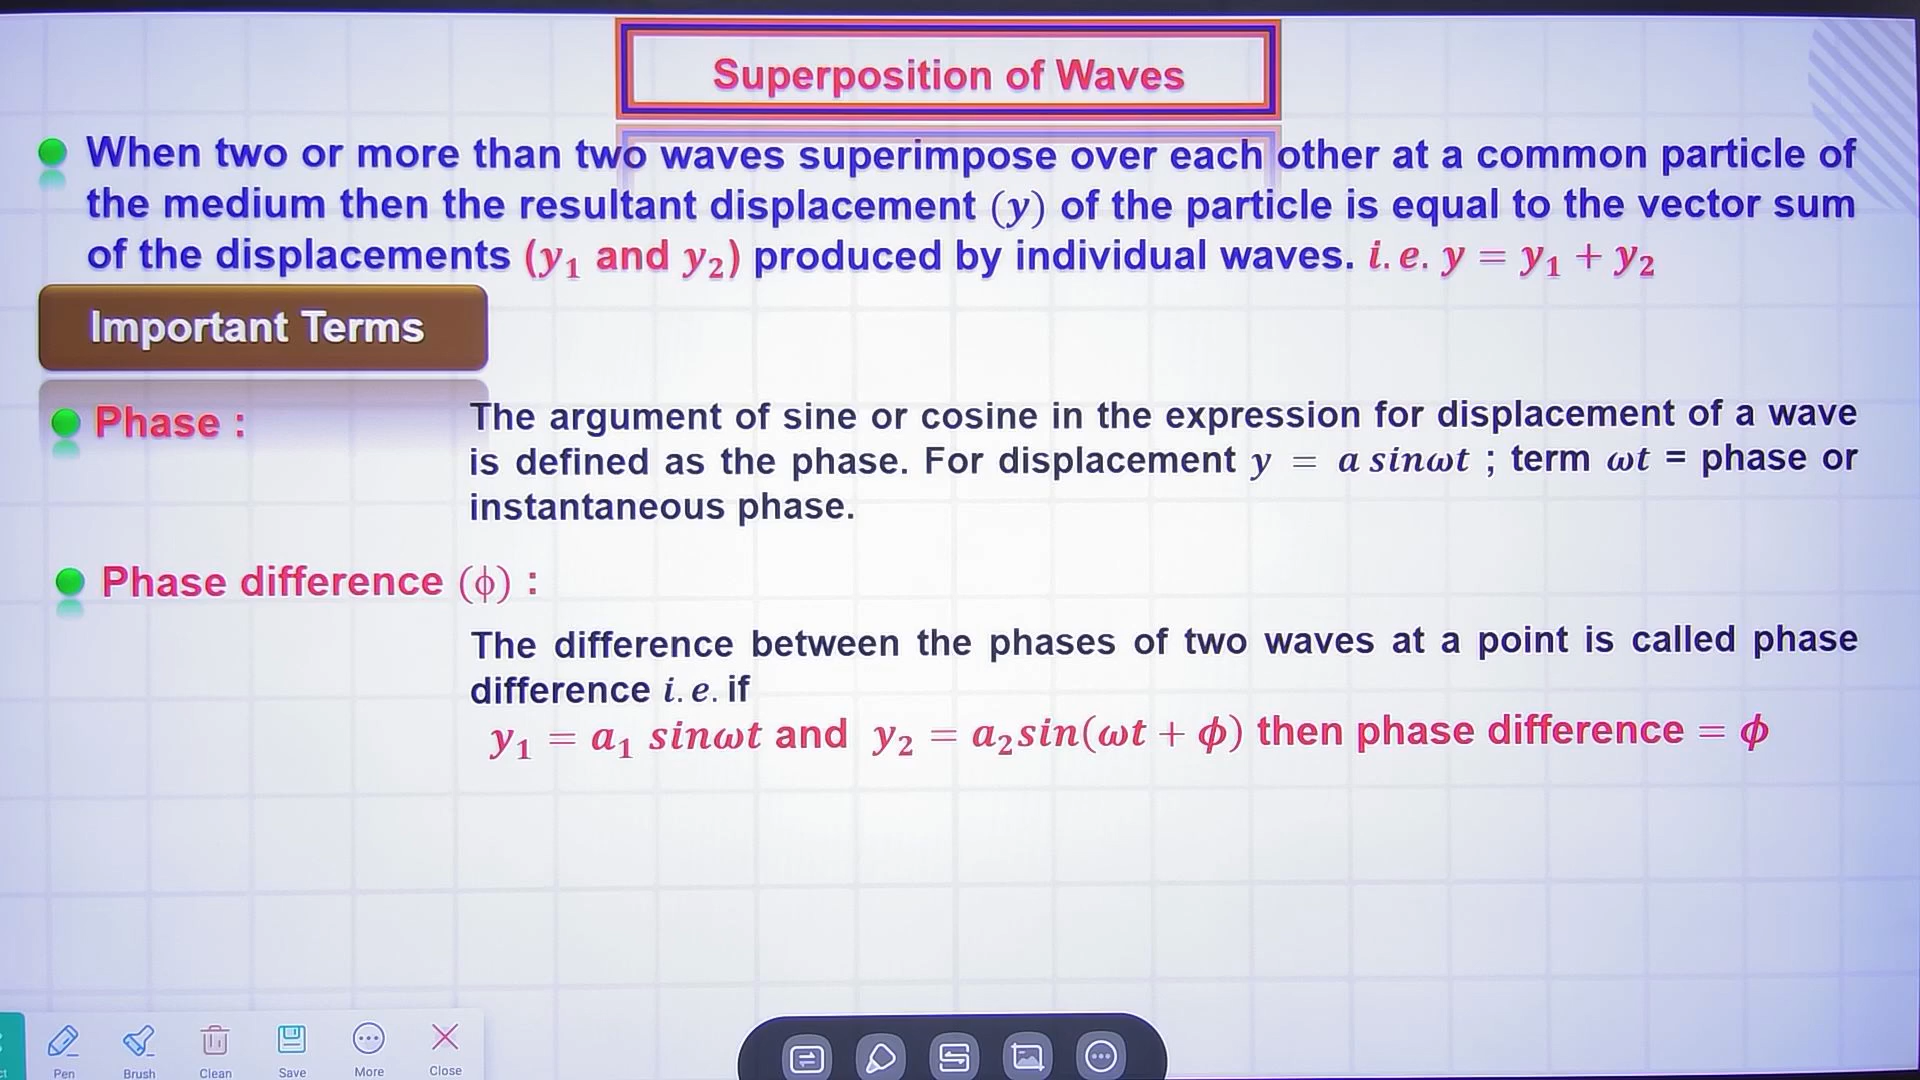 Superposition of Waves
When two or more than two waves superimpose over each other at a common particle of
the medium then the resultant displacement (y) of the particle is equal to the vector sum
of the displacements (y₁ and y₂) produced by individual waves. i.e. y = y₁ + y₂
Important Terms
Phase :
The argument of sine or cosine in the expression for displacement of a wave
is defined as the phase. For displacement y = a sinωt ; term ωt = phase or
instantaneous phase.
Phase difference (ϕ) :
The difference between the phases of two waves at a point is called phase
difference i.e. if
y₁ = a₁ sinωt and y₂ = a₂sin(ωt + ϕ) then phase difference = ϕ
Pen Brush Clean Save More Close